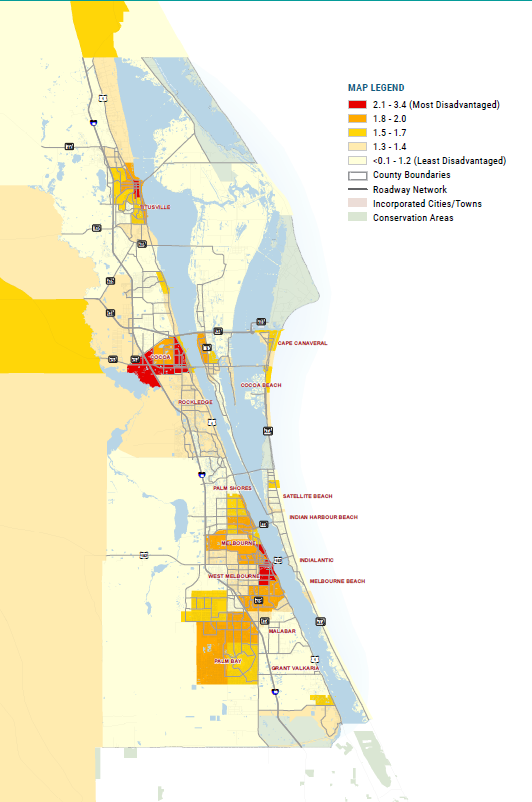 MAP LEGEND
2.1 - 3.4 (Most Disadvantaged)
1.8 - 2.0
1.5 - 1.7
1.3 - 1.4
<0.1 - 1.2 (Least Disadvantaged)
County Boundaries
Roadway Network
Incorporated Cities/Towns
Conservation Areas
TUSVILLE
CAPE CANAVERAL
COCOA
COCOA BEACH
ROCKLEDGE
PALM SHORES
SATELLITE BEACH
INDIAN HARBOUR BEACH
MELBOURNE
INDIALANTIC
WEST MELBOURNE
MELBOURNE BEACH
MALABAR
PALM BAY
GRANT VALKARIA